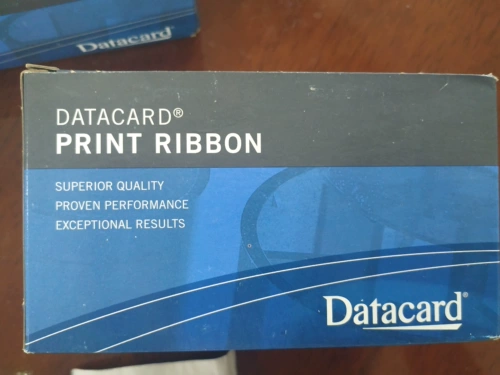 Datacard
DATACARD®
PRINT RIBBON
SUPERIOR QUALITY
PROVEN PERFORMANCE
EXCEPTIONAL RESULTS
Datacard®